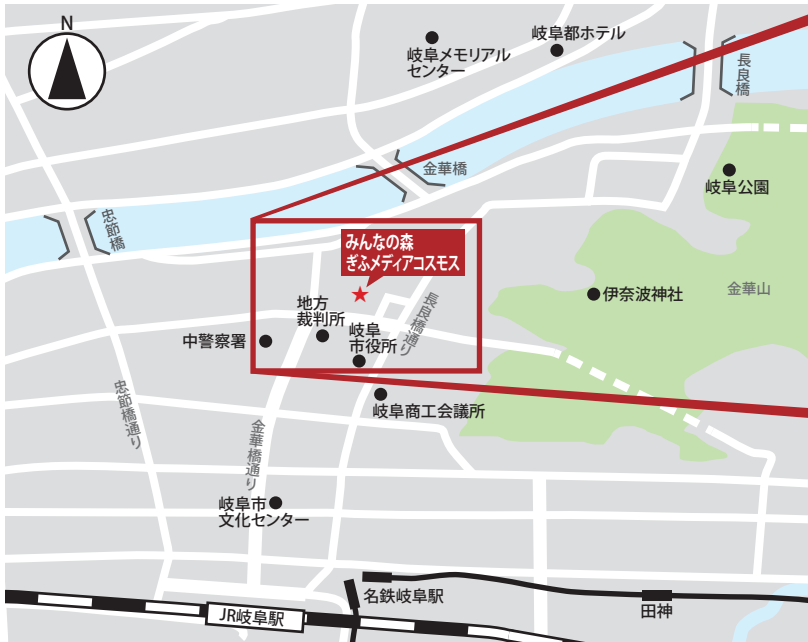 N
岐阜メモリアル
センター
岐阜都ホテル
長良橋
金華橋
岐阜公園
忠節橋
みんなの森
ぎふメディアコスモス
長良橋通り
伊奈波神社
金華山
地方
裁判所
中警察署
岐阜
市役所
忠節橋通り
岐阜商工会議所
金華橋通り
岐阜市
文化センター
名鉄岐阜駅
田神
JR岐阜駅